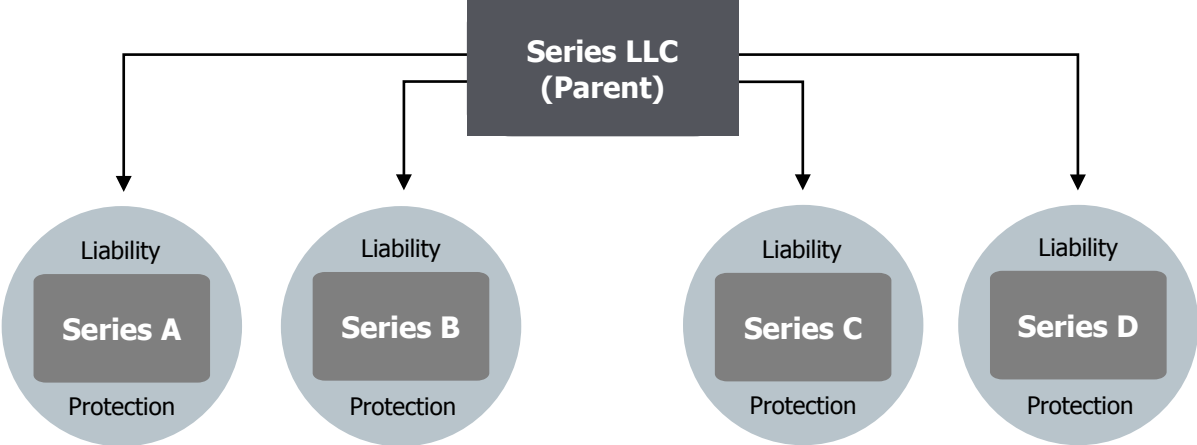 Series LLC
(Parent)
Liability
Series A
Protection
Liability
Series B
Protection
Liability
Series C
Protection
Liability
Series D
Protection